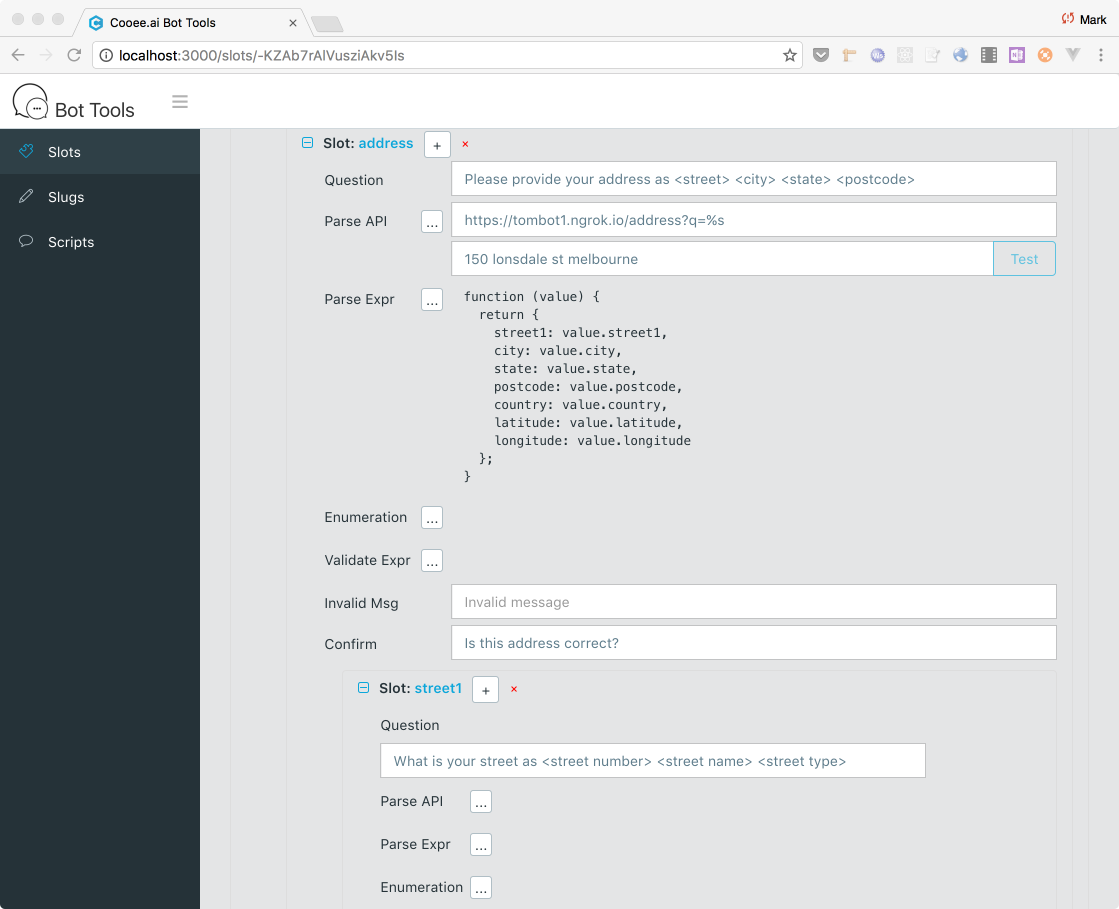 Cooee.ai Bot Tools
Mark
localhost:3000/slots/-KZAb7rAlVusziAkv5Is
Bot Tools
Slots
Slugs
Scripts
Slot: address + ×
Question Please provide your address as <street> <city> <state> <postcode>
Parse API ... https://tombot1.ngrok.io/address?q=%s
150 lonsdale st melbourne Test
Parse Expr ... function (value) {
return {
street1: value.street1,
city: value.city,
state: value.state,
postcode: value.postcode,
country: value.country,
latitude: value.latitude,
longitude: value.longitude
};
}
Enumeration ...
Validate Expr ...
Invalid Msg Invalid message
Confirm Is this address correct?
Slot: street1 + ×
Question
What is your street as <street number> <street name> <street type>
Parse API ...
Parse Expr ...
Enumeration ...